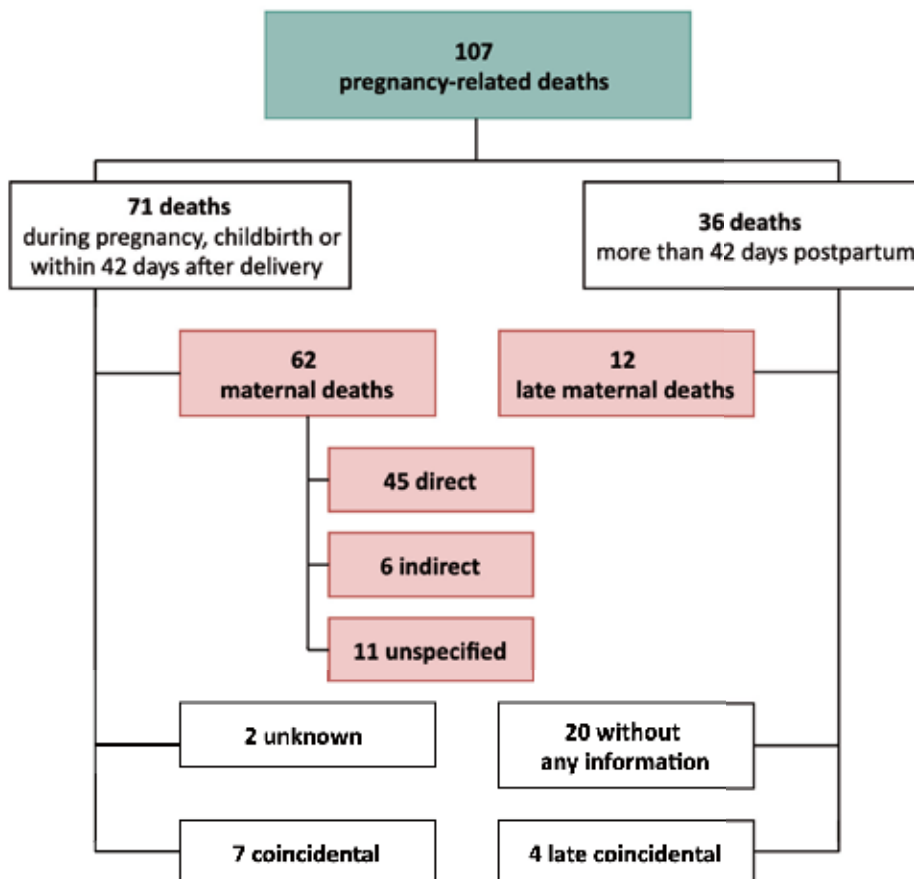 107
pregnancy-related deaths
71 deaths
during pregnancy, childbirth or
within 42 days after delivery
36 deaths
more than 42 days postpartum
62
maternal deaths
12
late maternal deaths
45 direct
6 indirect
11 unspecified
2 unknown
20 without
any information
7 coincidental
4 late coincidental